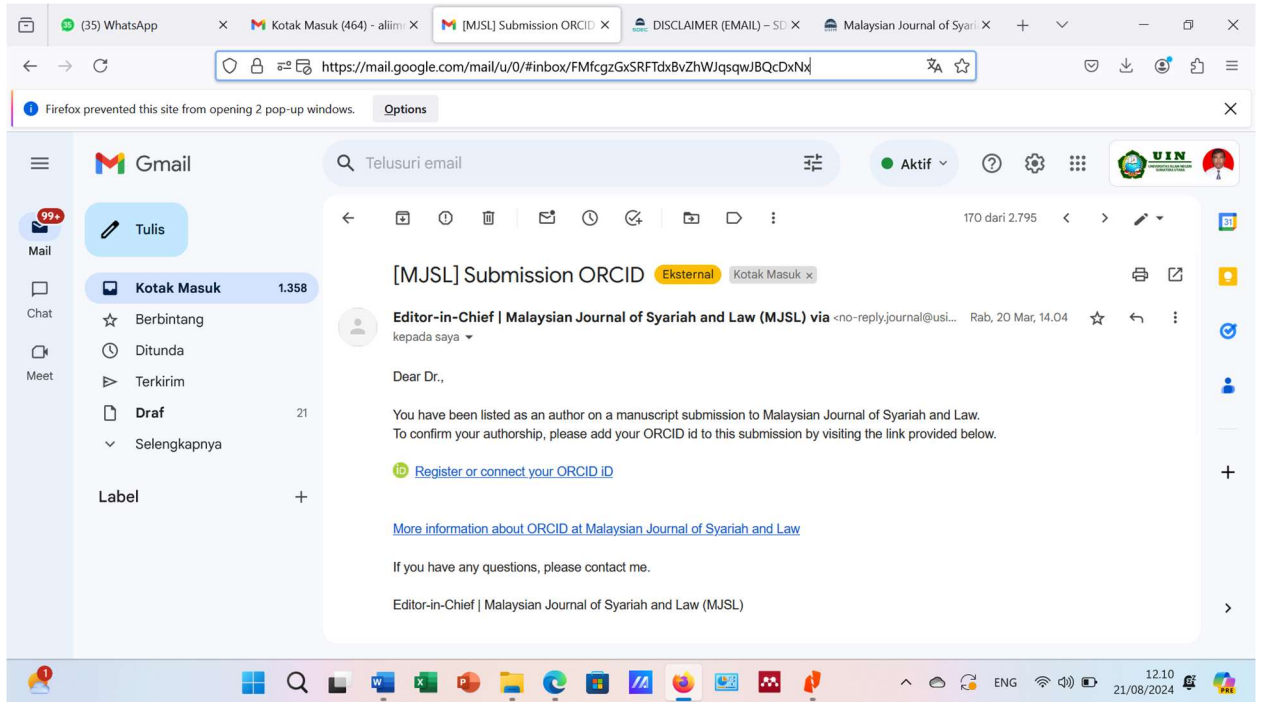 35 (35) WhatsApp
Kotak Masuk (464) - aliimr
[MJSL] Submission ORCID
DISCLAIMER (EMAIL) – SD
Malaysian Journal of Syari
https://mail.google.com/mail/u/0/#inbox/FMfcgzGxSRFTdxBvZhWJqsqwJBQcDxNx
Firefox prevented this site from opening 2 pop-up windows. Options
Gmail
Telusuri email
Aktif
UIN
99+
Mail
Tulis
170 dari 2.795
31
Chat
Meet
Kotak Masuk 1.358
Berbintang
Ditunda
Terkirim
Draf 21
Selengkapnya
Label
[MJSL] Submission ORCID Eksternal Kotak Masuk
Editor-in-Chief | Malaysian Journal of Syariah and Law (MJSL) via <no-reply.journal@usi... Rab, 20 Mar, 14.04
kepada saya
Dear Dr.,
You have been listed as an author on a manuscript submission to Malaysian Journal of Syariah and Law.
To confirm your authorship, please add your ORCID id to this submission by visiting the link provided below.
iD Register or connect your ORCID iD
More information about ORCID at Malaysian Journal of Syariah and Law
If you have any questions, please contact me.
Editor-in-Chief | Malaysian Journal of Syariah and Law (MJSL)
1
ENG
12.10
21/08/2024
PRE